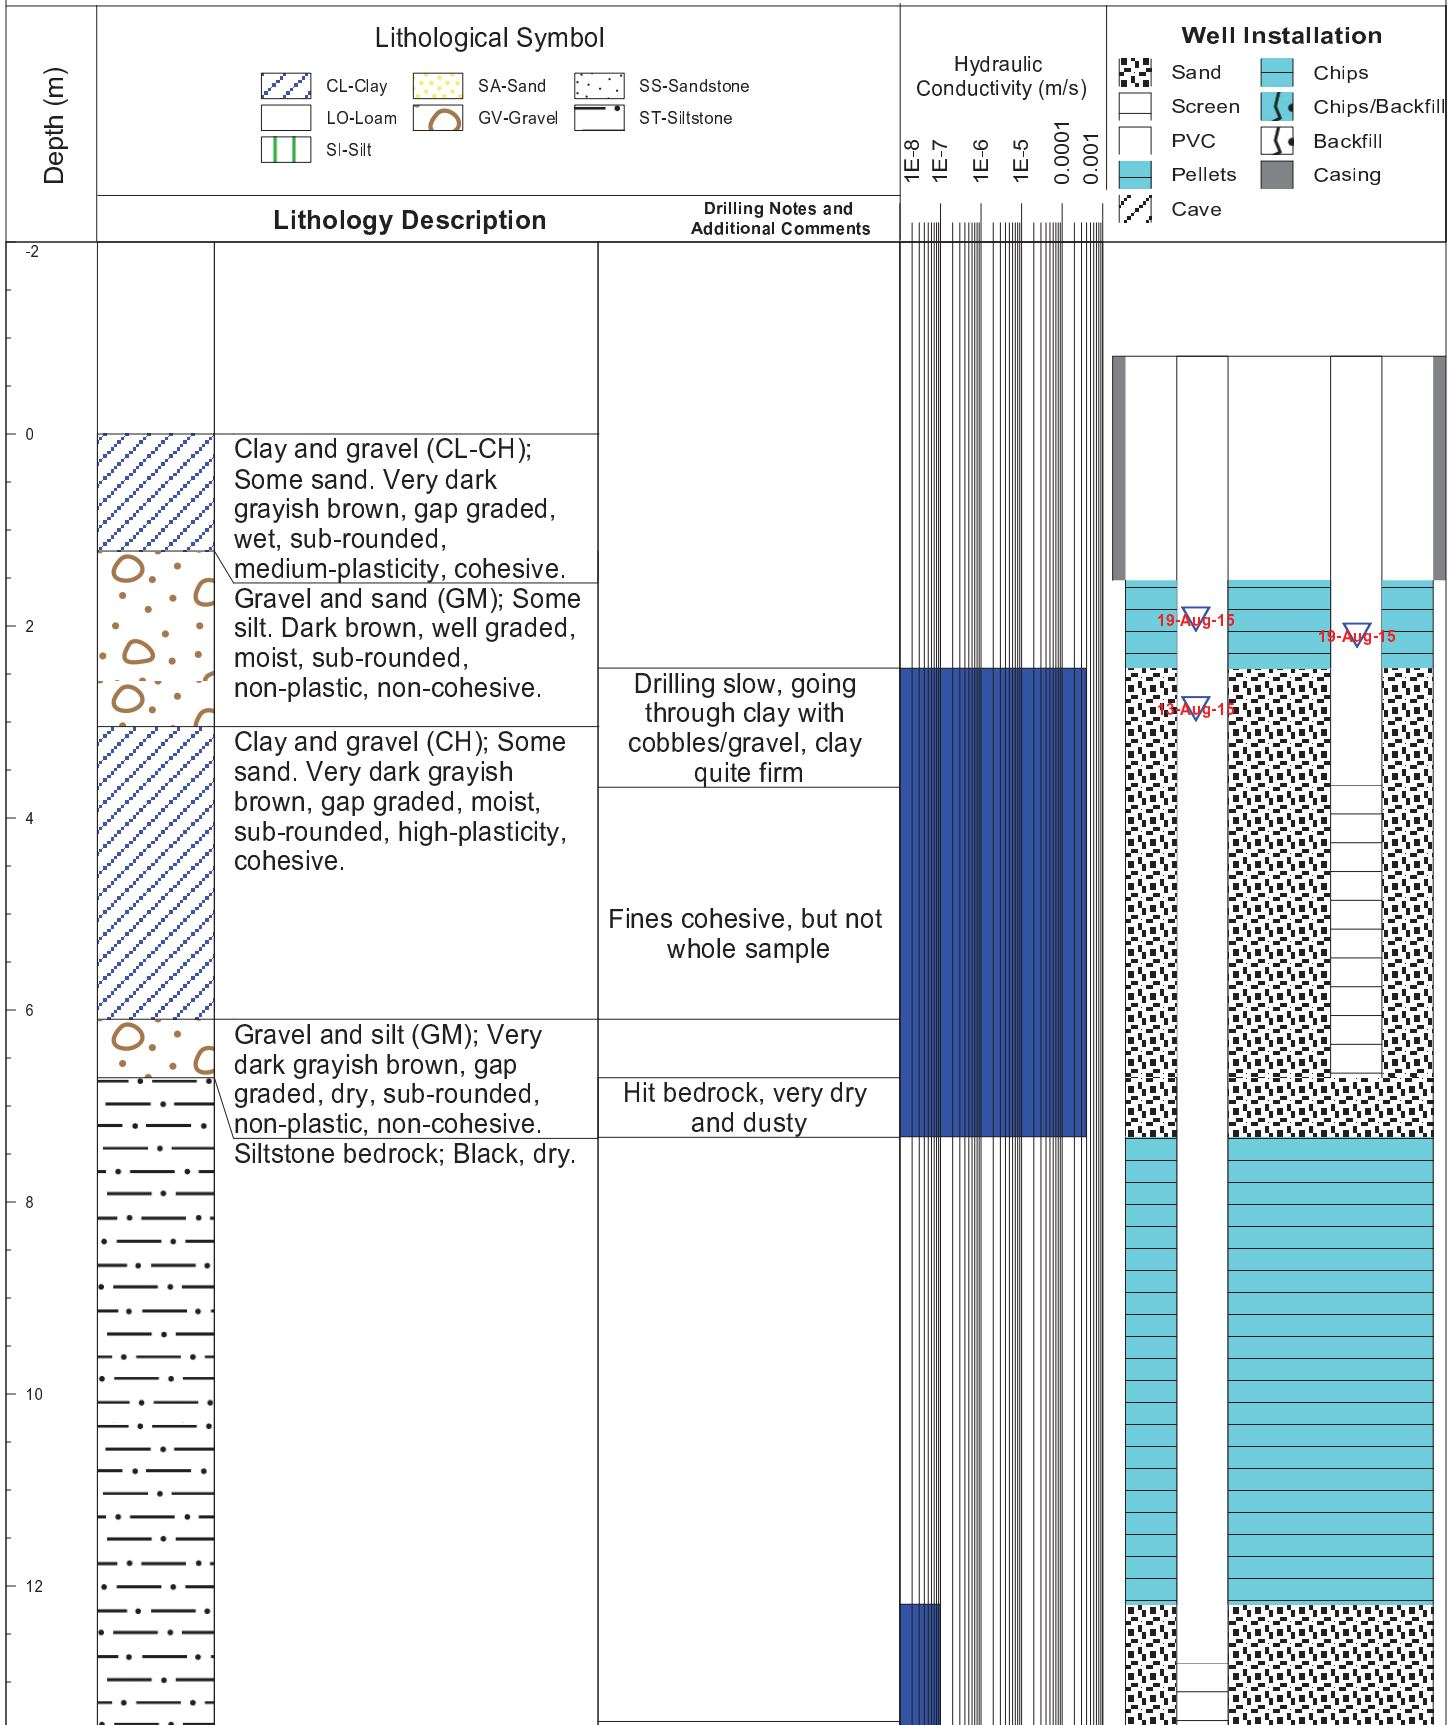 Depth (m)
Lithological Symbol
CL-Clay
SA-Sand
SS-Sandstone
LO-Loam
GV-Gravel
ST-Siltstone
SI-Silt
Lithology Description
Drilling Notes and
Additional Comments
Hydraulic
Conductivity (m/s)
1E-8
1E-7
1E-6
1E-5
0.0001
0.001
Well Installation
Sand
Chips
Screen
Chips/Backfill
PVC
Backfill
Pellets
Casing
Cave
-2
0
2
4
6
8
10
12
Clay and gravel (CL-CH);
Some sand. Very dark
grayish brown, gap graded,
wet, sub-rounded,
medium-plasticity, cohesive.
Gravel and sand (GM); Some
silt. Dark brown, well graded,
moist, sub-rounded,
non-plastic, non-cohesive.
Clay and gravel (CH); Some
sand. Very dark grayish
brown, gap graded, moist,
sub-rounded, high-plasticity,
cohesive.
Gravel and silt (GM); Very
dark grayish brown, gap
graded, dry, sub-rounded,
non-plastic, non-cohesive.
Siltstone bedrock; Black, dry.
Drilling slow, going
through clay with
cobbles/gravel, clay
quite firm
Fines cohesive, but not
whole sample
Hit bedrock, very dry
and dusty
19-Aug-15
19-Aug-15
13-Aug-15